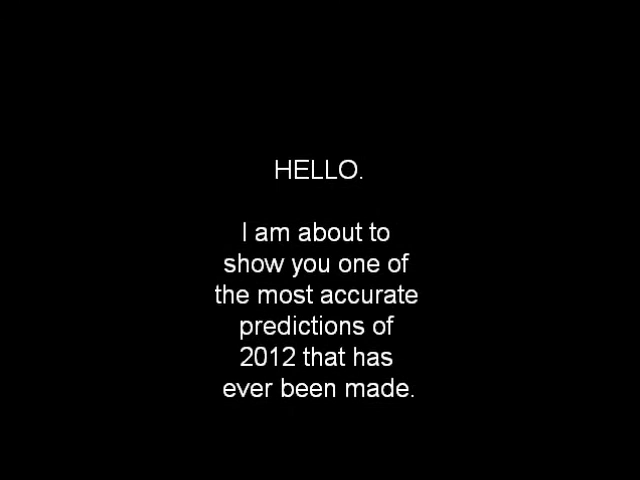 HELLO.
I am about to
show you one of
the most accurate
predictions of
2012 that has
ever been made.